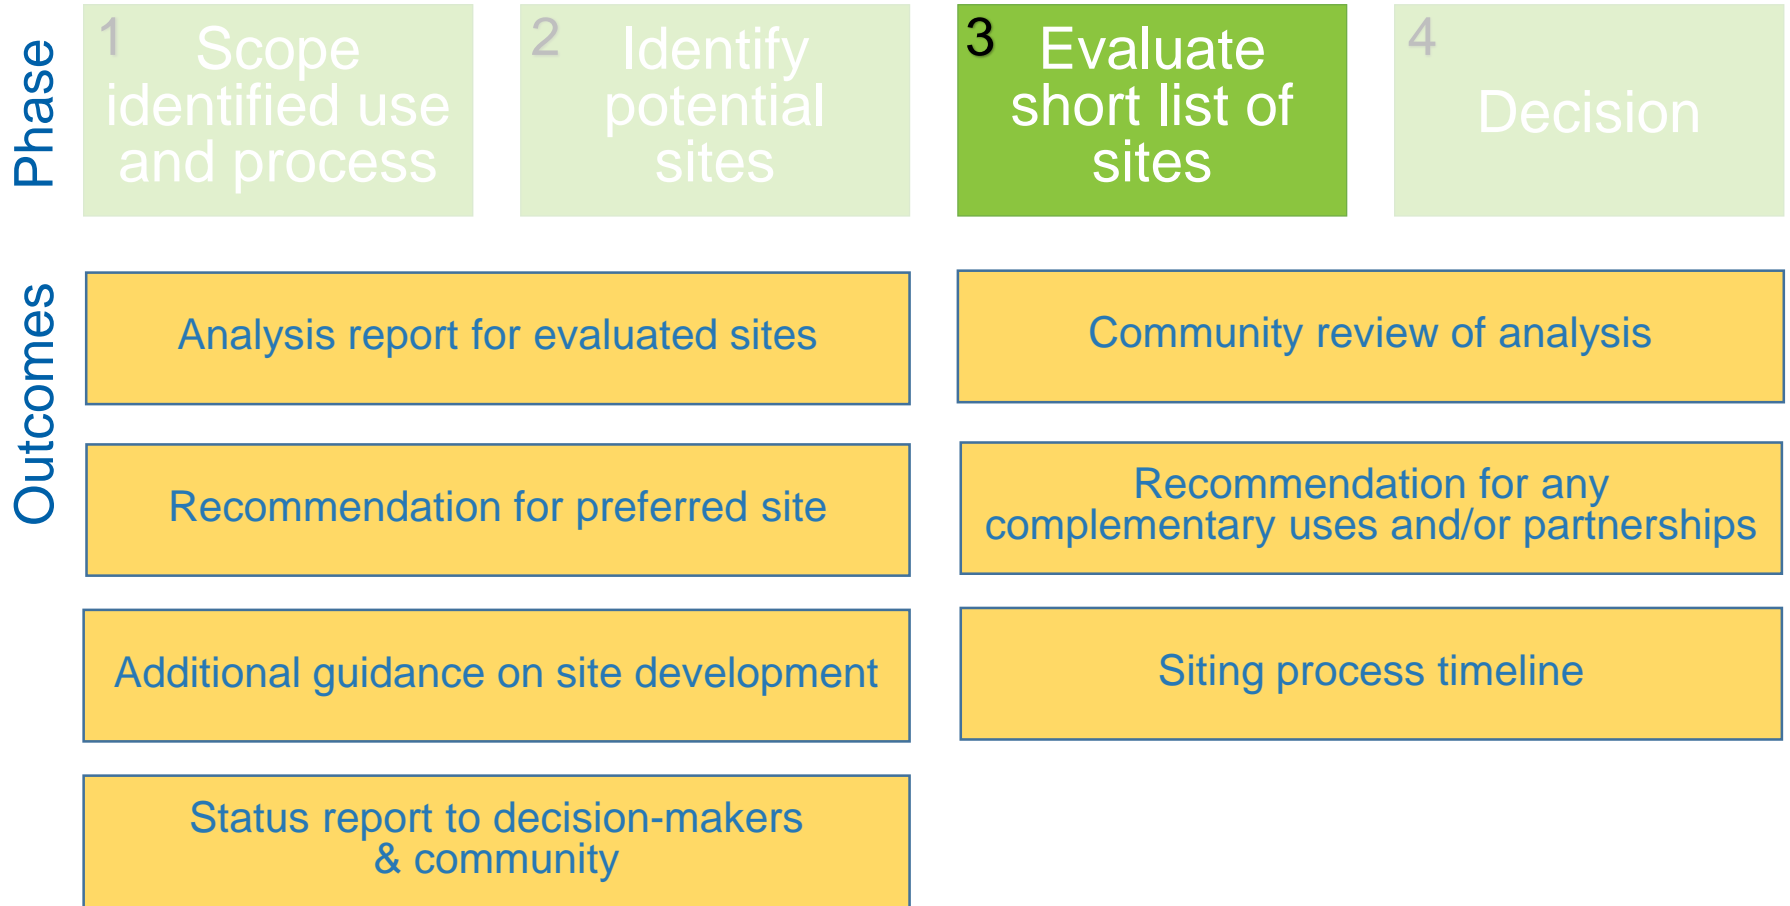 Phase
1
Scope
identified use
and process
2
Identify
potential
sites
3
Evaluate
short list of
sites
4
Decision
Outcomes
Analysis report for evaluated sites
Community review of analysis
Recommendation for preferred site
Recommendation for any
complementary uses and/or partnerships
Additional guidance on site development
Siting process timeline
Status report to decision-makers
& community